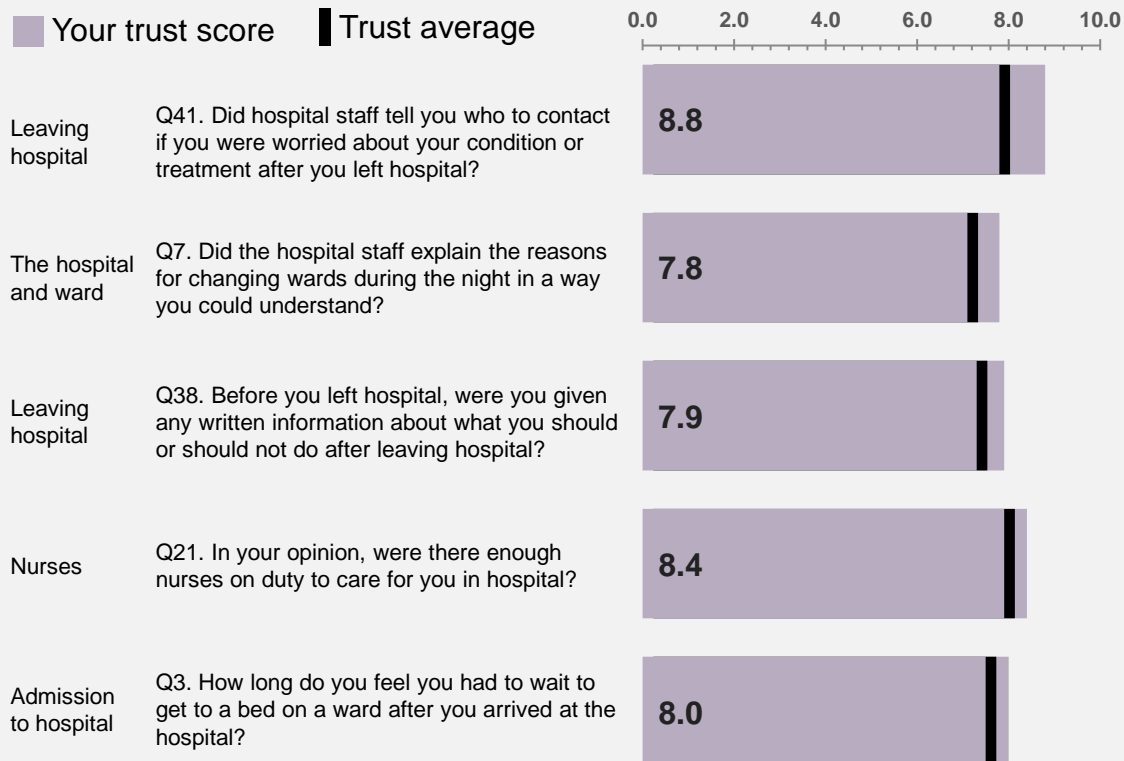 Your trust score
Trust average
0.0 2.0 4.0 6.0 8.0 10.0
Leaving
hospital
Q41. Did hospital staff tell you who to contact
if you were worried about your condition or
treatment after you left hospital?
8.8
The hospital
and ward
Q7. Did the hospital staff explain the reasons
for changing wards during the night in a way
you could understand?
7.8
Leaving
hospital
Q38. Before you left hospital, were you given
any written information about what you should
or should not do after leaving hospital?
7.9
Nurses
Q21. In your opinion, were there enough
nurses on duty to care for you in hospital?
8.4
Admission
to hospital
Q3. How long do you feel you had to wait to
get to a bed on a ward after you arrived at the
hospital?
8.0